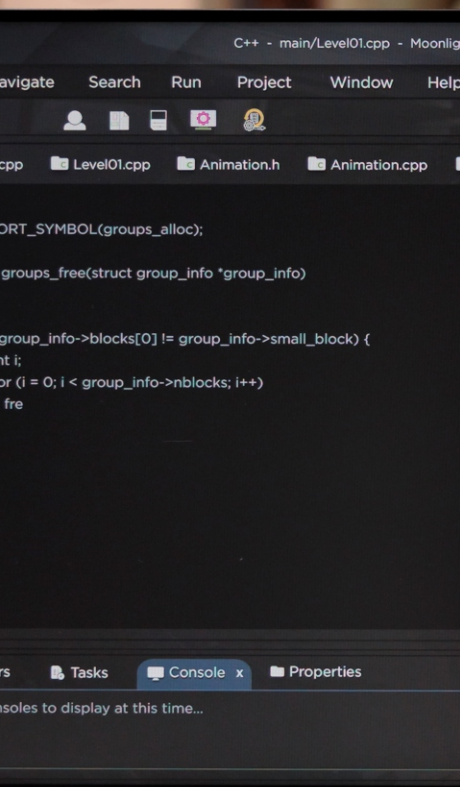 C++ - main/Level01.cpp - Moonlig
avigate Search Run Project Window Help
cpp Level01.cpp Animation.h Animation.cpp
ORT_SYMBOL(groups_alloc);
groups_free(struct group_info *group_info)
group_info->blocks[0] != group_info->small_block) {
nt i;
or (i = 0; i < group_info->nblocks; i++)
fre
rs Tasks Console x Properties
nsoles to display at this time...